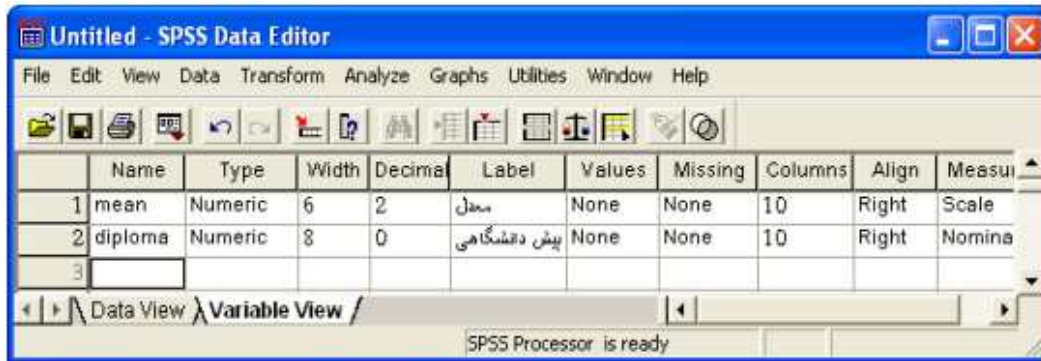 Untitled - SPSS Data Editor
File Edit View Data Transform Analyze Graphs Utilities Window Help
Name Type Width Decimal Label Values Missing Columns Align Measu
1 mean Numeric 6 2 معدل None None 10 Right Scale
2 diploma Numeric 8 0 پیش دانشگاهی None None 10 Right Nomina
3
Data View Variable View
SPSS Processor is ready